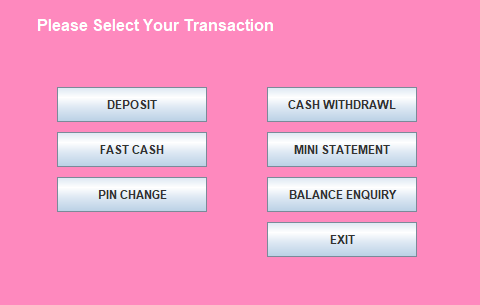 Please Select Your Transaction
DEPOSIT
CASH WITHDRAWL
FAST CASH
MINI STATEMENT
PIN CHANGE
BALANCE ENQUIRY
EXIT